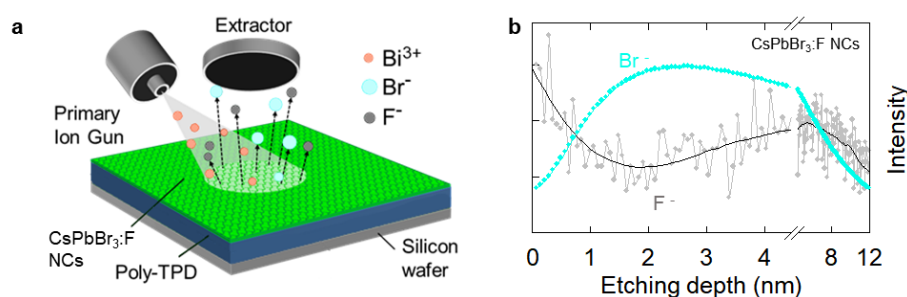 a
Extractor
Primary
Ion Gun
Bi³⁺
Br⁻
F⁻
CsPbBr₃:F
NCs
Poly-TPD
Silicon
wafer
b
CsPbBr₃:F NCs
Br⁻
F⁻
Intensity
0 1 2 3 4 8 12
Etching depth (nm)